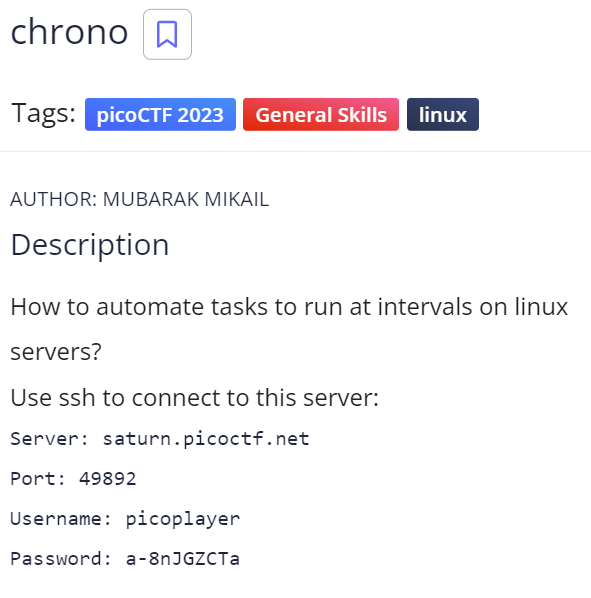 chrono
Tags: picoCTF 2023 General Skills linux
AUTHOR: MUBARAK MIKAIL
Description
How to automate tasks to run at intervals on linux
servers?
Use ssh to connect to this server:
Server: saturn.picoctf.net
Port: 49892
Username: picoplayer
Password: a-8nJGZCTa